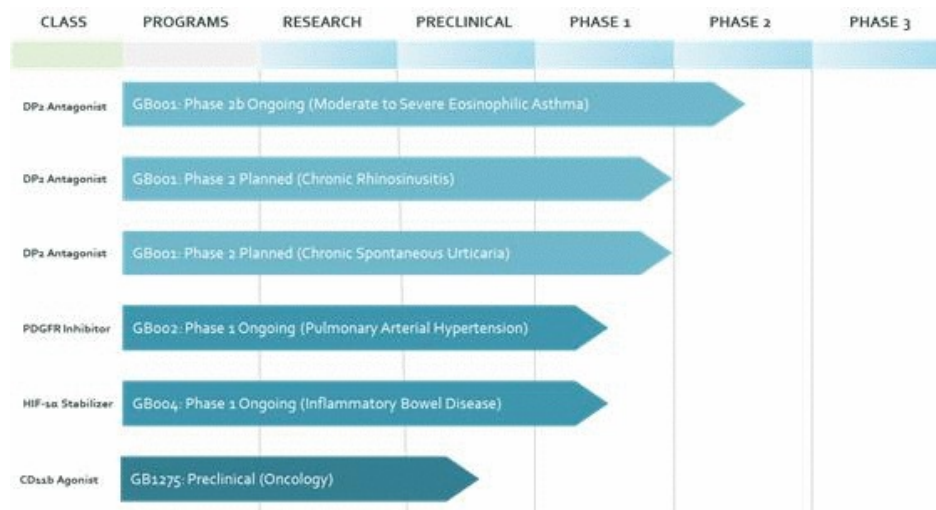 CLASS PROGRAMS RESEARCH PRECLINICAL PHASE 1 PHASE 2 PHASE 3
DP2 Antagonist GB001: Phase 2b Ongoing (Moderate to Severe Eosinophilic Asthma)
DP2 Antagonist GB001: Phase 2 Planned (Chronic Rhinosinusitis)
DP2 Antagonist GB001: Phase 2 Planned (Chronic Spontaneous Urticaria)
PDGFR Inhibitor GB002: Phase 1 Ongoing (Pulmonary Arterial Hypertension)
HIF-1α Stabilizer GB004: Phase 1 Ongoing (Inflammatory Bowel Disease)
CD11b Agonist GB1275: Preclinical (Oncology)